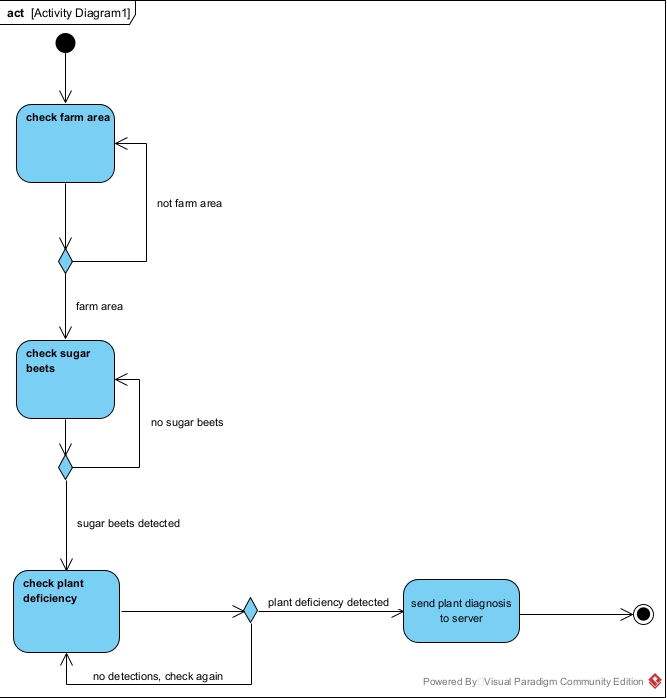 act [Activity Diagram1]
check farm area
not farm area
farm area
check sugar
beets
no sugar beets
sugar beets detected
check plant
deficiency
plant deficiency detected
send plant diagnosis
to server
no detections, check again
Powered By Visual Paradigm Community Edition